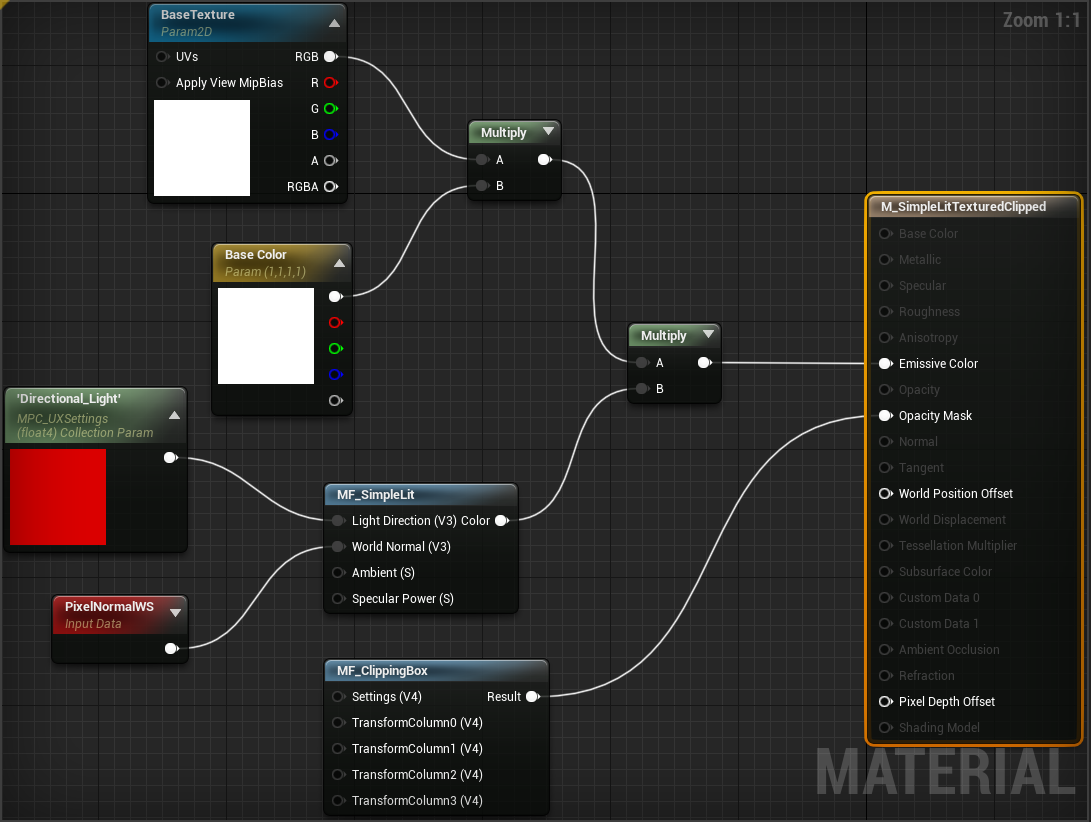 Zoom 1:1
BaseTexture
Param2D
UVs RGB
Apply View MipBias R
G
B
A
RGBA
Multiply
A
B
Base Color
Param (1,1,1,1)
Multiply
A
B
'Directional_Light'
MPC_UXSettings
(float4) Collection Param
MF_SimpleLit
Light Direction (V3) Color
World Normal (V3)
Ambient (S)
Specular Power (S)
PixelNormalWS
Input Data
MF_ClippingBox
Settings (V4) Result
TransformColumn0 (V4)
TransformColumn1 (V4)
TransformColumn2 (V4)
TransformColumn3 (V4)
M_SimpleLitTexturedClipped
Base Color
Metallic
Specular
Roughness
Anisotropy
Emissive Color
Opacity
Opacity Mask
Normal
Tangent
World Position Offset
World Displacement
Tessellation Multiplier
Subsurface Color
Custom Data 0
Custom Data 1
Ambient Occlusion
Refraction
Pixel Depth Offset
Shading Model
MATERIAL